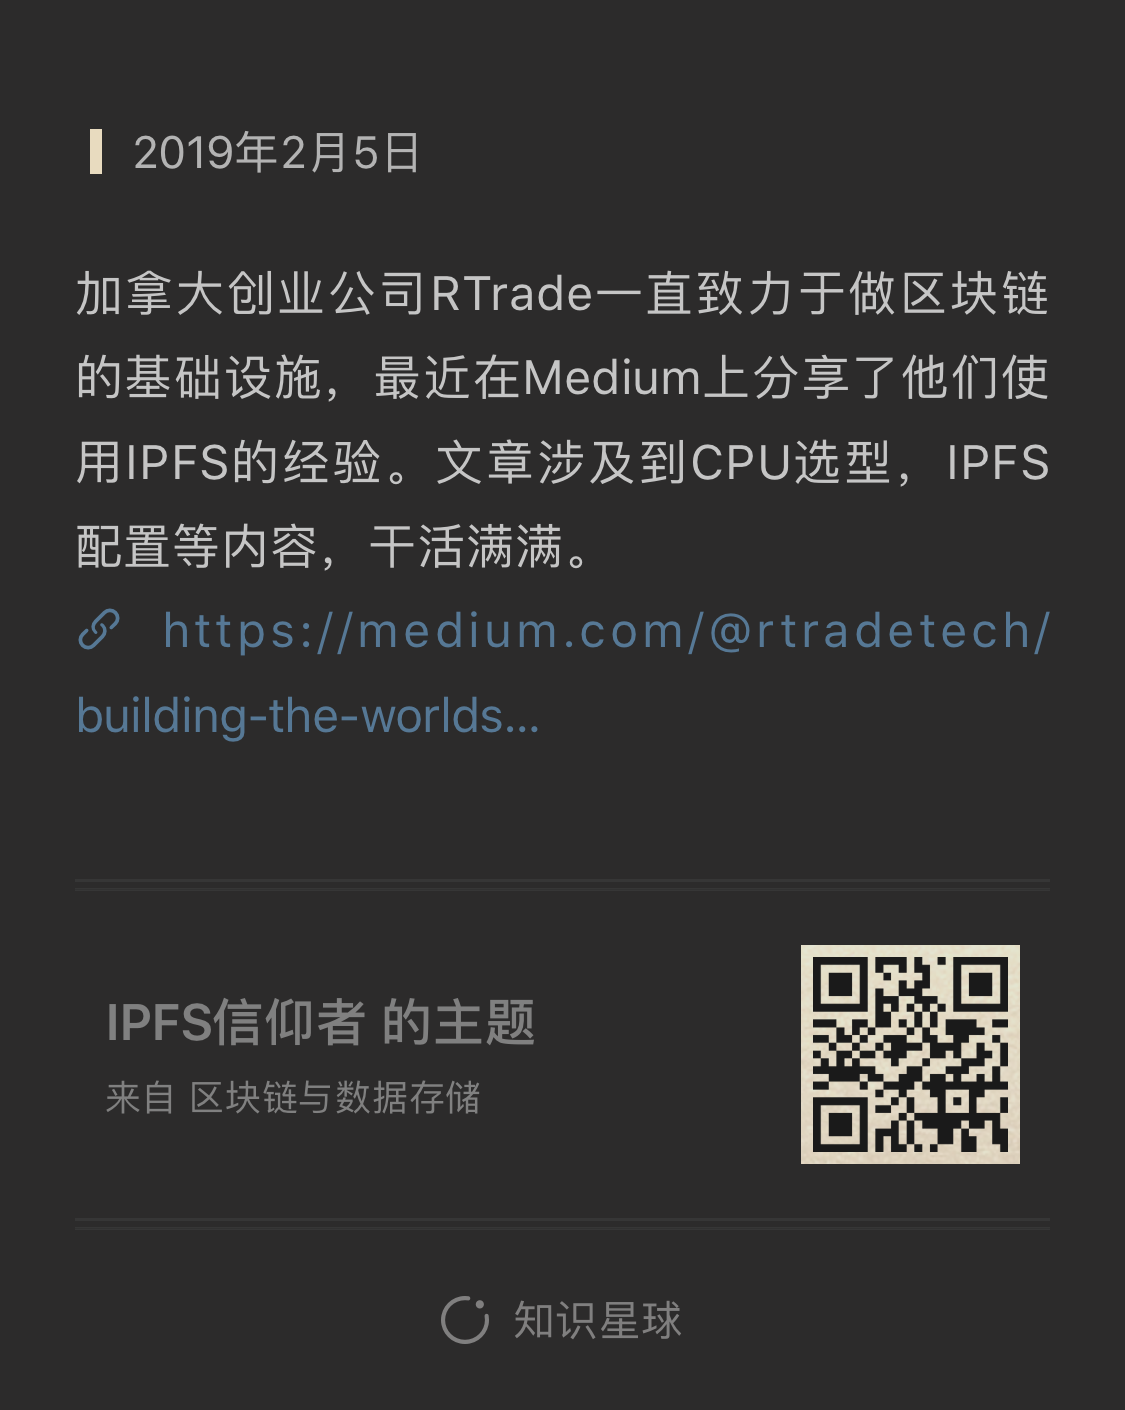 2019年2月5日
加拿大创业公司RTrade一直致力于做区块链
的基础设施，最近在Medium上分享了他们使
用IPFS的经验。文章涉及到CPU选型，IPFS
配置等内容，干活满满。
https://medium.com/@rtradetech/
building-the-worlds...
IPFS信仰者 的主题
来自 区块链与数据存储
知识星球